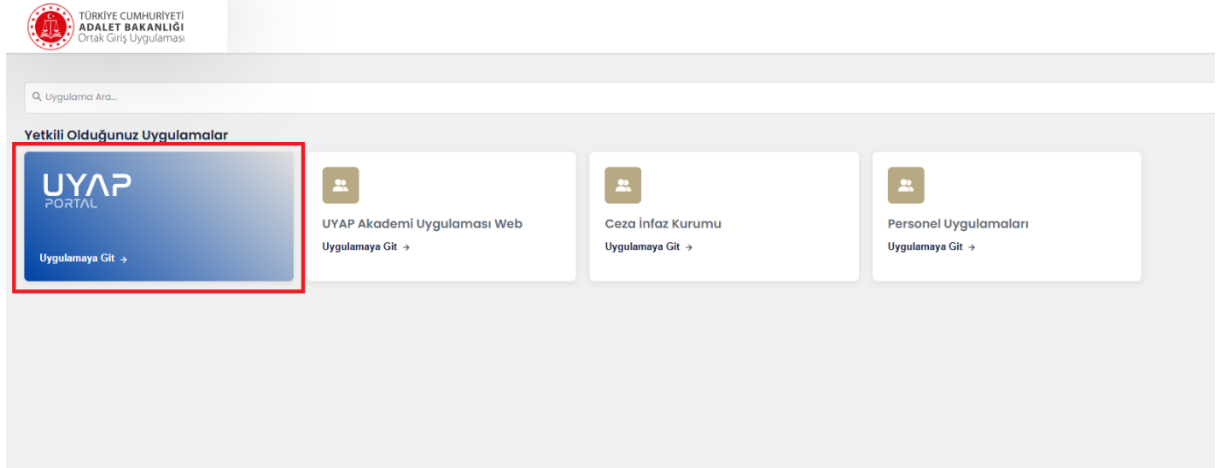 TÜRKİYE CUMHURİYETİ
ADALET BAKANLIĞI
Ortak Giriş Uygulaması
Uygulama Ara...
Yetkili Olduğunuz Uygulamalar
UYAP
PORTAL
Uygulamaya Git →
UYAP Akademi Uygulaması Web
Uygulamaya Git →
Ceza İnfaz Kurumu
Uygulamaya Git →
Personel Uygulamaları
Uygulamaya Git →